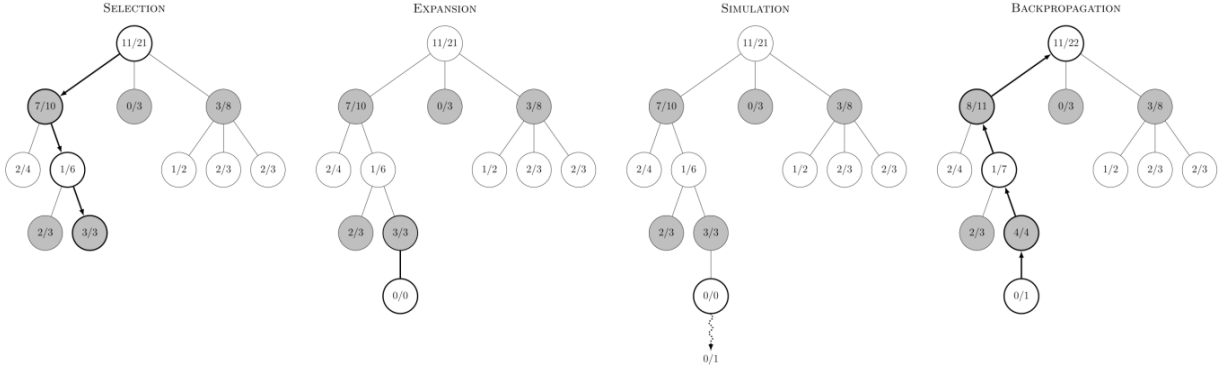 SELECTION
11/21
7/10 0/3 3/8
2/4 1/6 1/2 2/3 2/3
2/3 3/3
EXPANSION
11/21
7/10 0/3 3/8
2/4 1/6 1/2 2/3 2/3
2/3 3/3
0/0
SIMULATION
11/21
7/10 0/3 3/8
2/4 1/6 1/2 2/3 2/3
2/3 3/3
0/0
0/1
BACKPROPAGATION
11/22
8/11 0/3 3/8
2/4 1/7 1/2 2/3 2/3
2/3 4/4
0/1